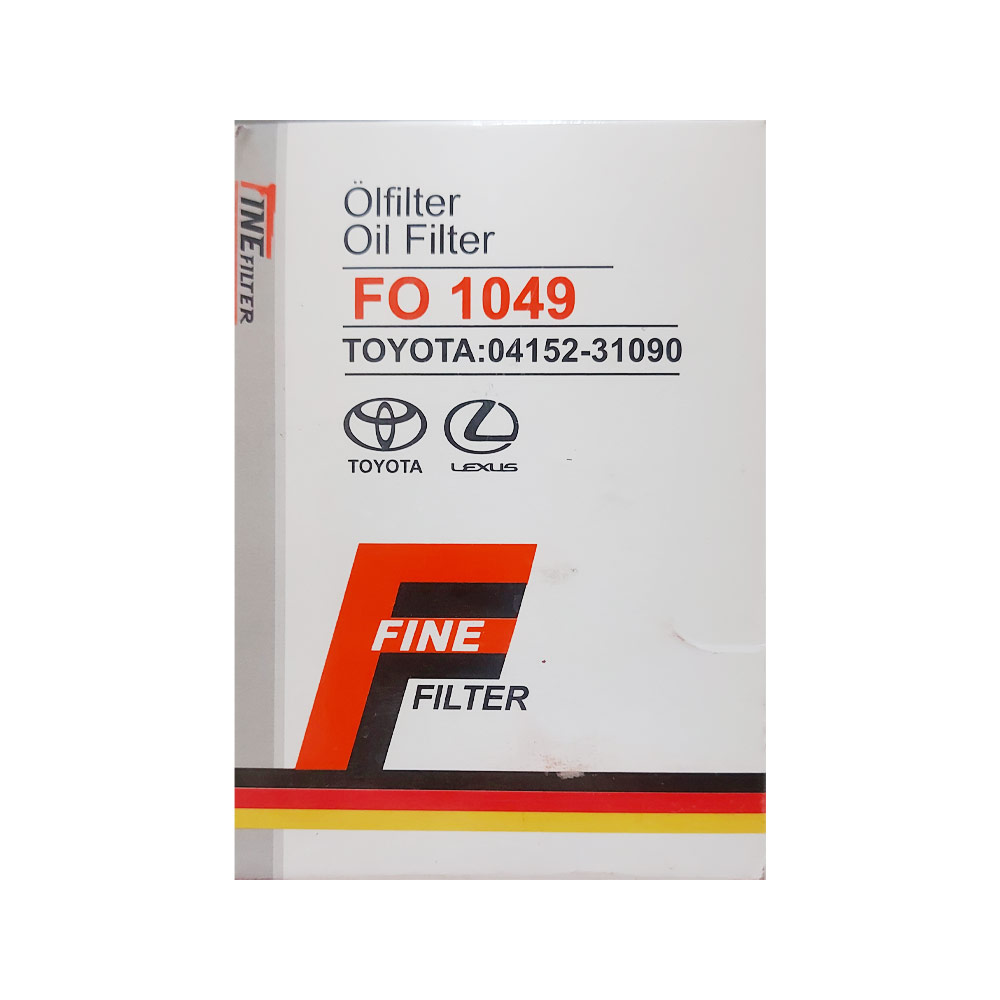 Ölfilter
Oil Filter
FO 1049
TOYOTA:04152-31090
TOYOTA
LEXUS
FINE
FILTER
FINE
FILTER